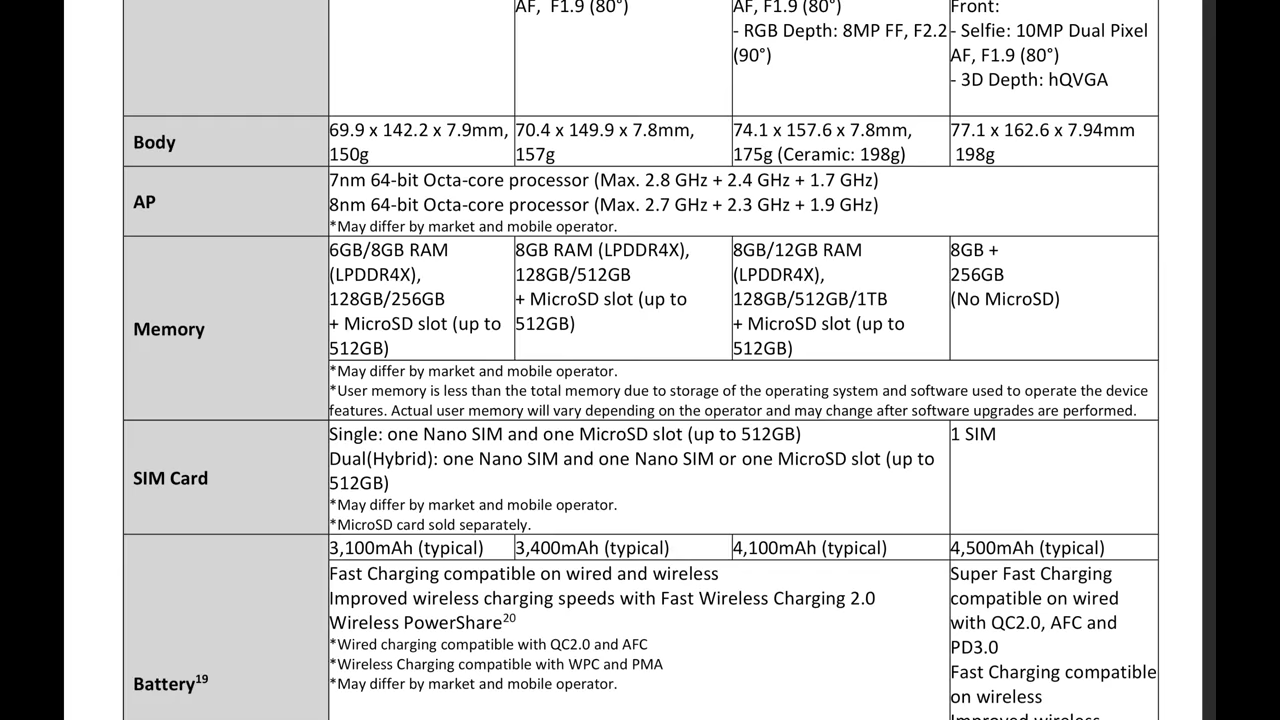 AF, F1.9 (80°)
AF, F1.9 (80°)
- RGB Depth: 8MP FF, F2.2
(90°)
Front:
- Selfie: 10MP Dual Pixel
AF, F1.9 (80°)
- 3D Depth: hQVGA
Body
69.9 x 142.2 x 7.9mm,
150g
70.4 x 149.9 x 7.8mm,
157g
74.1 x 157.6 x 7.8mm,
175g (Ceramic: 198g)
77.1 x 162.6 x 7.94mm
198g
AP
7nm 64-bit Octa-core processor (Max. 2.8 GHz + 2.4 GHz + 1.7 GHz)
8nm 64-bit Octa-core processor (Max. 2.7 GHz + 2.3 GHz + 1.9 GHz)
*May differ by market and mobile operator.
Memory
6GB/8GB RAM
(LPDDR4X),
128GB/256GB
+ MicroSD slot (up to
512GB)
8GB RAM (LPDDR4X),
128GB/512GB
+ MicroSD slot (up to
512GB)
8GB/12GB RAM
(LPDDR4X),
128GB/512GB/1TB
+ MicroSD slot (up to
512GB)
8GB +
256GB
(No MicroSD)
*May differ by market and mobile operator.
*User memory is less than the total memory due to storage of the operating system and software used to operate the device
features. Actual user memory will vary depending on the operator and may change after software upgrades are performed.
SIM Card
Single: one Nano SIM and one MicroSD slot (up to 512GB)
Dual(Hybrid): one Nano SIM and one Nano SIM or one MicroSD slot (up to
512GB)
*May differ by market and mobile operator.
*MicroSD card sold separately.
1 SIM
Battery19
3,100mAh (typical)
3,400mAh (typical)
4,100mAh (typical)
4,500mAh (typical)
Fast Charging compatible on wired and wireless
Improved wireless charging speeds with Fast Wireless Charging 2.0
Wireless PowerShare20
*Wired charging compatible with QC2.0 and AFC
*Wireless Charging compatible with WPC and PMA
*May differ by market and mobile operator.
Super Fast Charging
compatible on wired
with QC2.0, AFC and
PD3.0
Fast Charging compatible
on wireless
Improved wireless